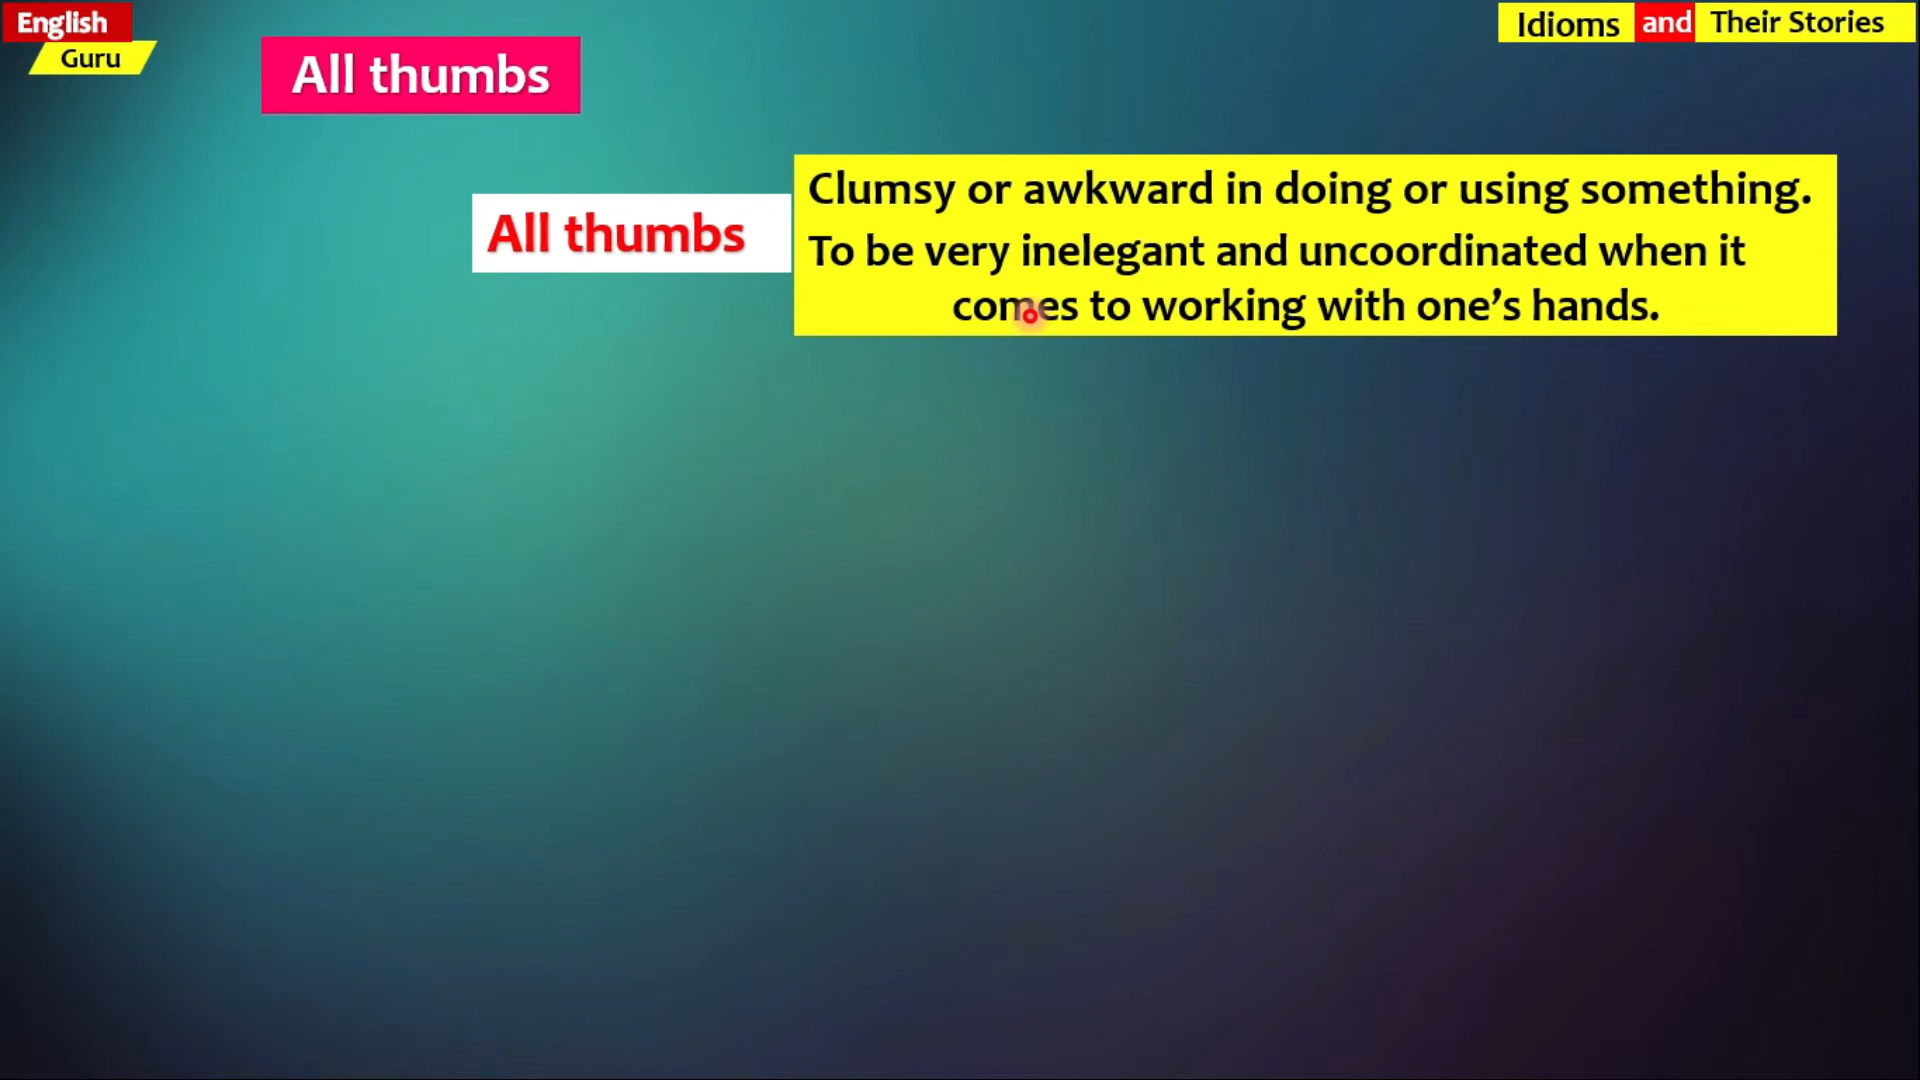 English
Guru
Idioms and Their Stories
All thumbs
All thumbs
Clumsy or awkward in doing or using something.
To be very inelegant and uncoordinated when it
comes to working with one’s hands.